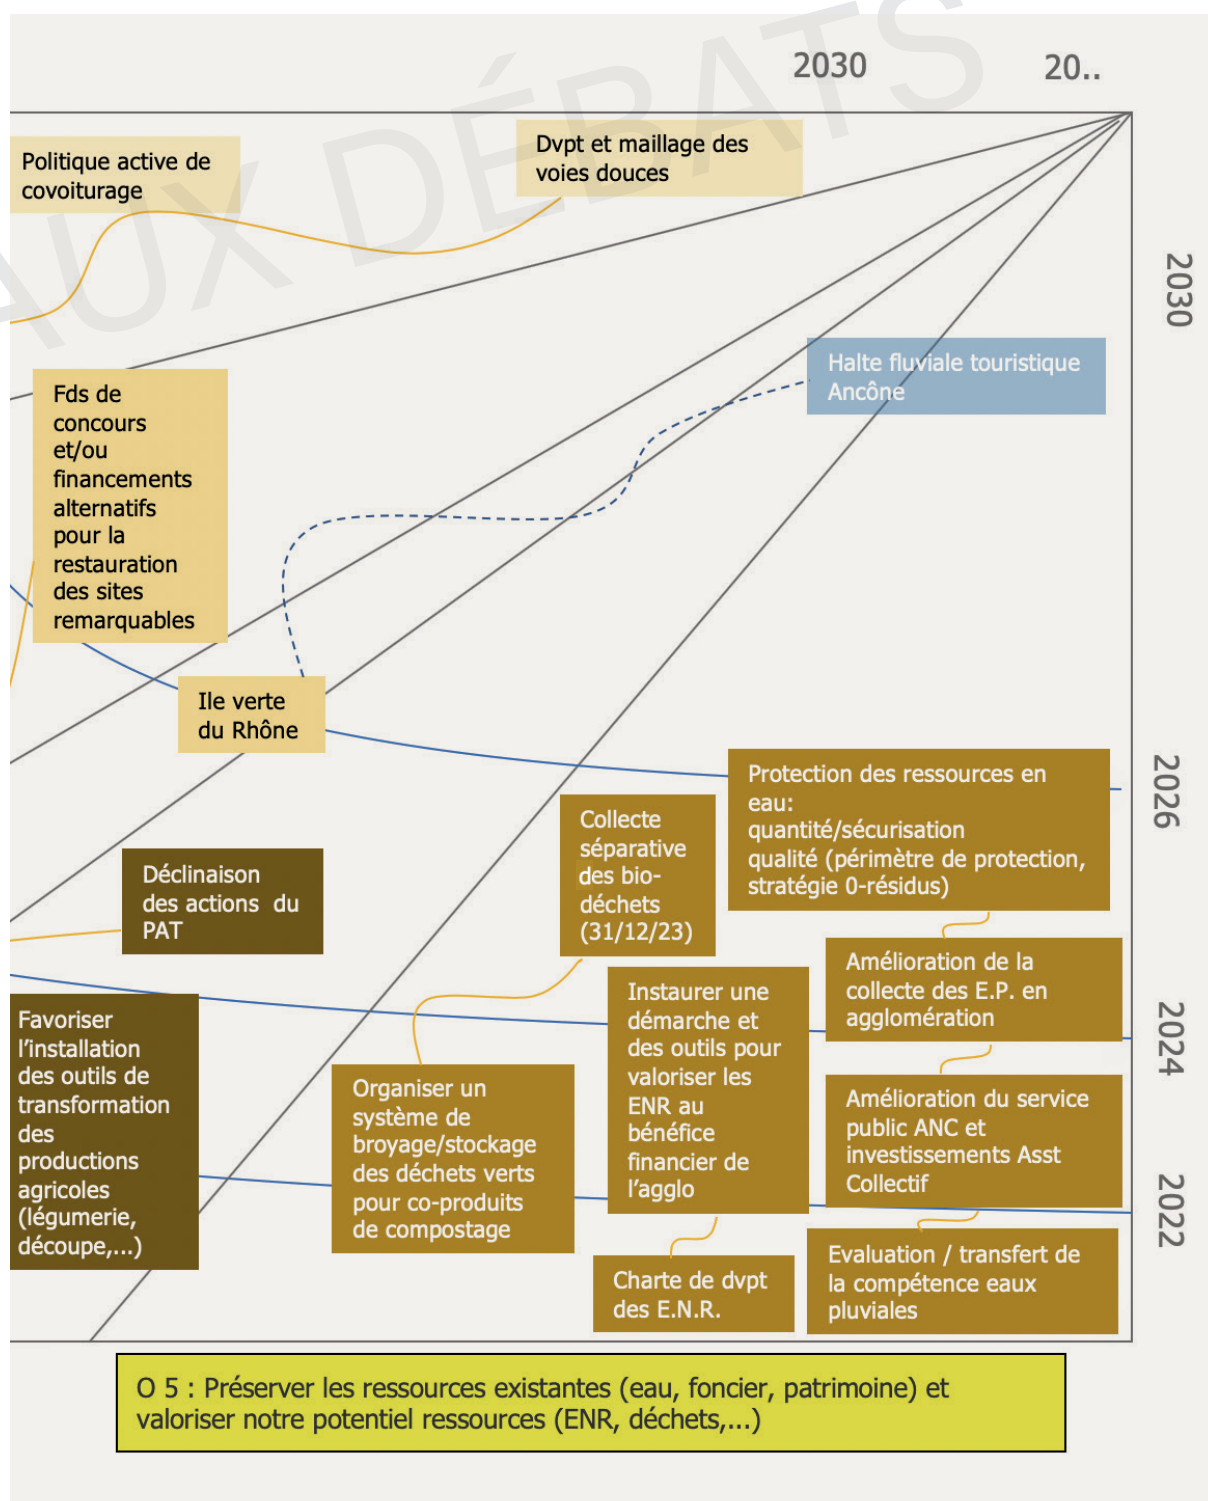 2030
20..
AUX DÉBATS
Politique active de
covoiturage
Dvpt et maillage des
voies douces
2030
Halte fluviale touristique
Ancône
Fds de
concours
et/ou
financements
alternatifs
pour la
restauration
des sites
remarquables
Ile verte
du Rhône
2026
Protection des ressources en
eau:
quantité/sécurisation
qualité (périmètre de protection,
stratégie 0-résidus)
Collecte
séparative
des bio-
déchets
(31/12/23)
Déclinaison
des actions  du
PAT
Amélioration de la
collecte des E.P. en
agglomération
2024
Instaurer une
démarche et
des outils pour
valoriser les
ENR au
bénéfice
financier de
l’agglo
Favoriser
l’installation
des outils de
transformation
des
productions
agricoles
(légumerie,
découpe,...)
Organiser un
système de
broyage/stockage
des déchets verts
pour co-produits
de compostage
Amélioration du service
public ANC et
investissements Asst
Collectif
2022
Charte de dvpt
des E.N.R.
Evaluation / transfert de
la compétence eaux
pluviales
O 5 : Préserver les ressources existantes (eau, foncier, patrimoine) et
valoriser notre potentiel ressources (ENR, déchets,...)